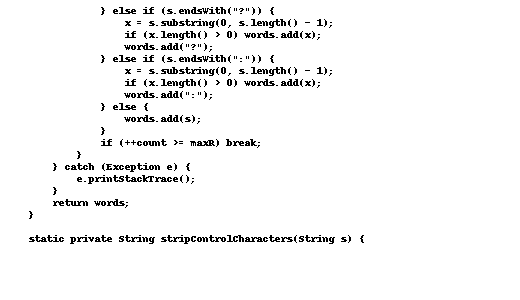 } else if (s.endsWith("?")) {
x = s.substring(0, s.length() - 1);
if (x.length() > 0) words.add(x);
words.add("?");
} else if (s.endsWith(":")) {
x = s.substring(0, s.length() - 1);
if (x.length() > 0) words.add(x);
words.add(":");
} else {
words.add(s);
}
if (++count >= maxR) break;
}
} catch (Exception e) {
e.printStackTrace();
}
return words;
}
static private String stripControlCharacters(String s) {